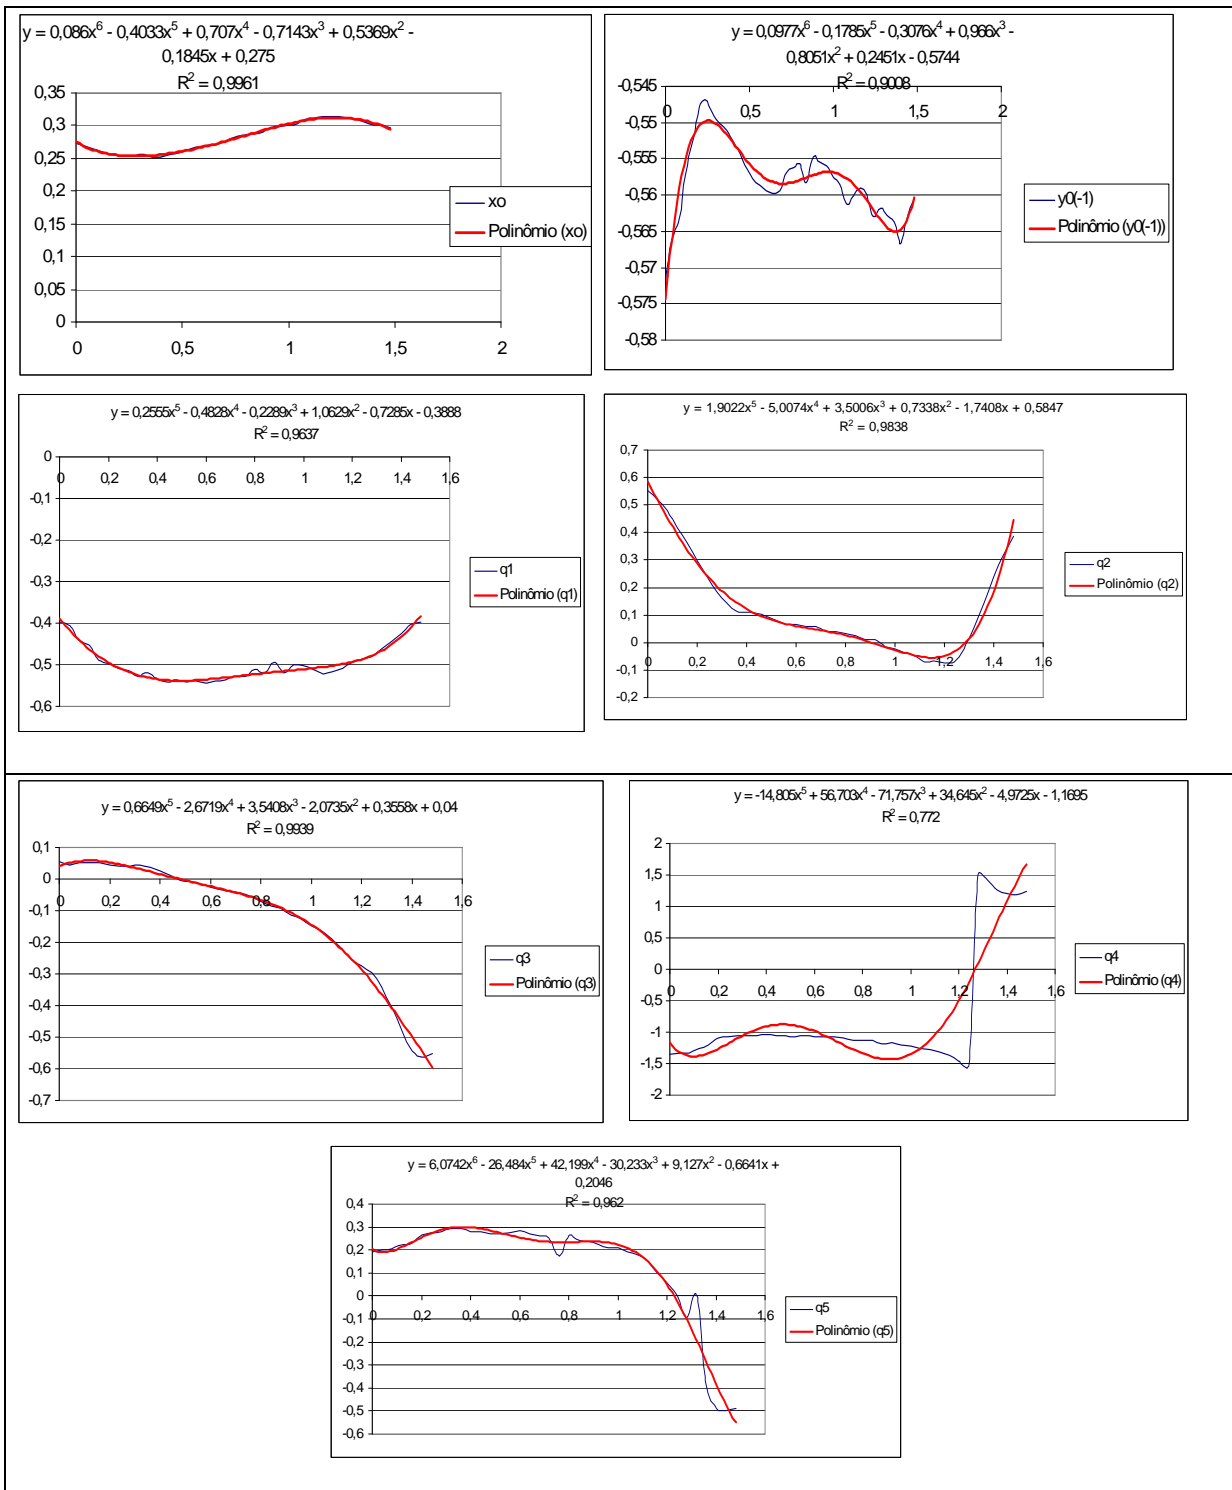 y = 0,086x⁶ - 0,4033x⁵ + 0,707x⁴ - 0,7143x³ + 0,5369x² -
0,1845x + 0,275
R² = 0,9961
0,35
0,3
0,25
0,2
0,15
0,1
0,05
0
0 0,5 1 1,5 2
xo
Polinômio (xo)
y = 0,0977x⁶ - 0,1785x⁵ - 0,3076x⁴ + 0,966x³ -
0,8051x² + 0,2451x - 0,5744
R² = 0,9008
-0,545
-0,55
-0,555
-0,56
-0,565
-0,57
-0,575
-0,58
0 0,5 1 1,5 2
y0(-1)
Polinômio (y0(-1))
y = 0,2555x⁵ - 0,4828x⁴ - 0,2289x³ + 1,0629x² - 0,7285x - 0,3888
R² = 0,9637
0
-0,1
-0,2
-0,3
-0,4
-0,5
-0,6
0 0,2 0,4 0,6 0,8 1 1,2 1,4 1,6
q1
Polinômio (q1)
y = 1,9022x⁵ - 5,0074x⁴ + 3,5006x³ + 0,7338x² - 1,7408x + 0,5847
R² = 0,9838
0,7
0,6
0,5
0,4
0,3
0,2
0,1
0
-0,1
-0,2
0 0,2 0,4 0,6 0,8 1 1,2 1,4 1,6
q2
Polinômio (q2)
y = 0,6649x⁵ - 2,6719x⁴ + 3,5408x³ - 2,0735x² + 0,3558x + 0,04
R² = 0,9939
0,1
0
-0,1
-0,2
-0,3
-0,4
-0,5
-0,6
-0,7
0 0,2 0,4 0,6 0,8 1 1,2 1,4 1,6
q3
Polinômio (q3)
y = -14,805x⁵ + 56,703x⁴ - 71,757x³ + 34,645x² - 4,9725x - 1,1695
R² = 0,772
2
1,5
1
0,5
0
-0,5
-1
-1,5
-2
0 0,2 0,4 0,6 0,8 1 1,2 1,4 1,6
q4
Polinômio (q4)
y = 6,0742x⁶ - 26,484x⁵ + 42,199x⁴ - 30,233x³ + 9,127x² - 0,6641x +
0,2046
R² = 0,962
0,4
0,3
0,2
0,1
0
-0,1
-0,2
-0,3
-0,4
-0,5
-0,6
0 0,2 0,4 0,6 0,8 1 1,2 1,4 1,6
q5
Polinômio (q5)